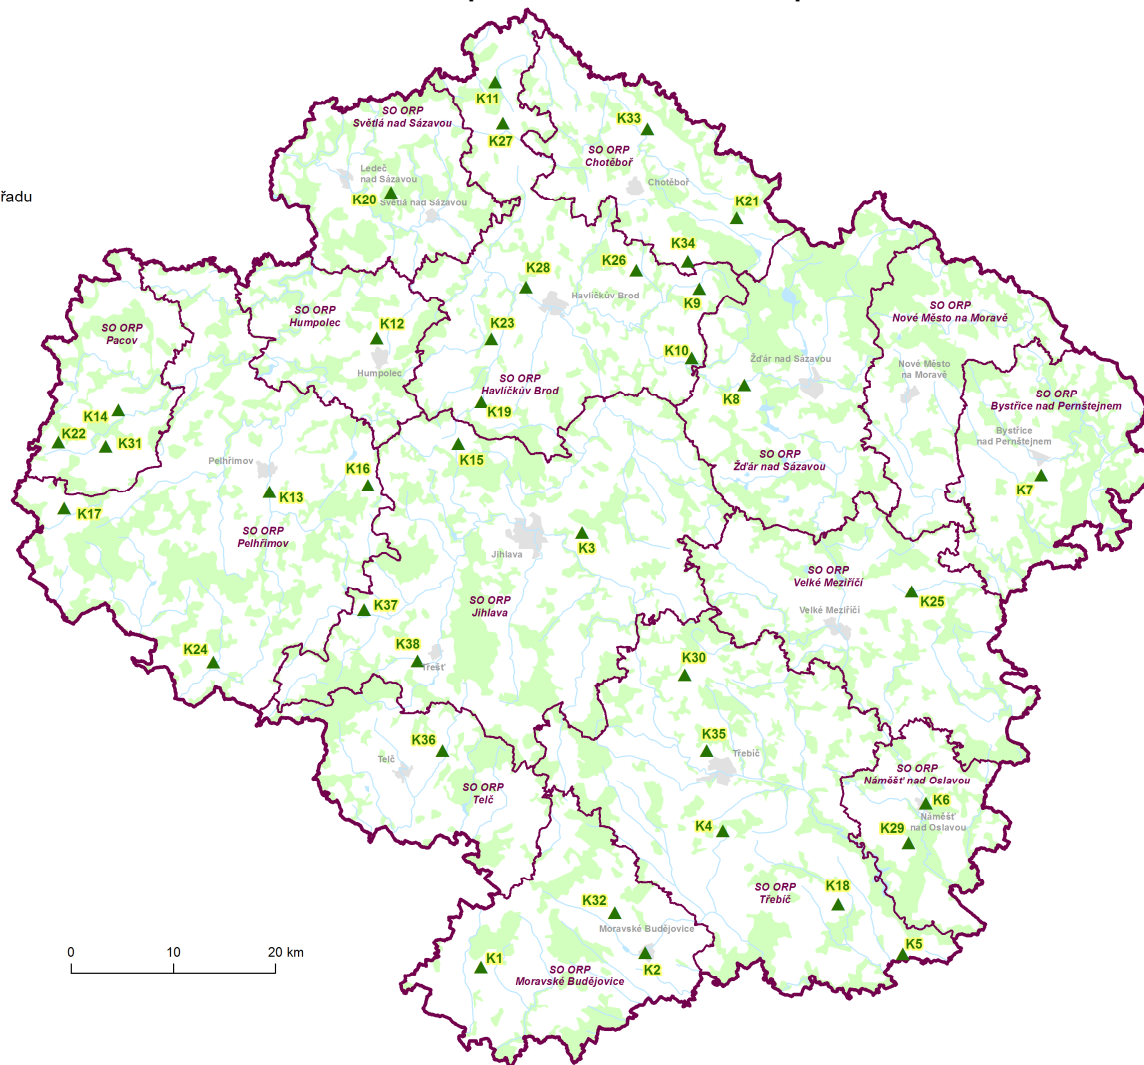 K11
SO ORP
Světlá nad Sázavou
K33
K27
SO ORP
Chotěboř
Ledeč
nad Sázavou
Chotěboř
řadu
K20
Světlá nad Sázavou
K21
K34
K28
K26
Havlíčkův Brod
K9
SO ORP
Humpolec
K12
SO ORP
Nové Město na Moravě
SO ORP
Pacov
K23
K10
Žďár nad Sázavou
Nové Město
na Moravě
Humpolec
SO ORP
Havlíčkův Brod
K8
SO ORP
Bystřice nad Pernštejnem
K14
K19
K22
K31
Bystřice
nad Pernštejnem
K15
Pelhřimov
K16
SO ORP
Žďár nad Sázavou
K7
K13
K17
SO ORP
Pelhřimov
K3
Jihlava
SO ORP
Velké Meziříčí
K25
SO ORP
Jihlava
K37
Velké Meziříčí
K24
K38
Třešť
K30
K36
K35
Třebíč
Telč
SO ORP
Náměšť nad Oslavou
SO ORP
Telč
K6
Náměšť
nad Oslavou
K4
K29
SO ORP
Třebíč
K18
K32
Moravské Budějovice
K5
K1
K2
SO ORP
Moravské Budějovice
0 10 20 km